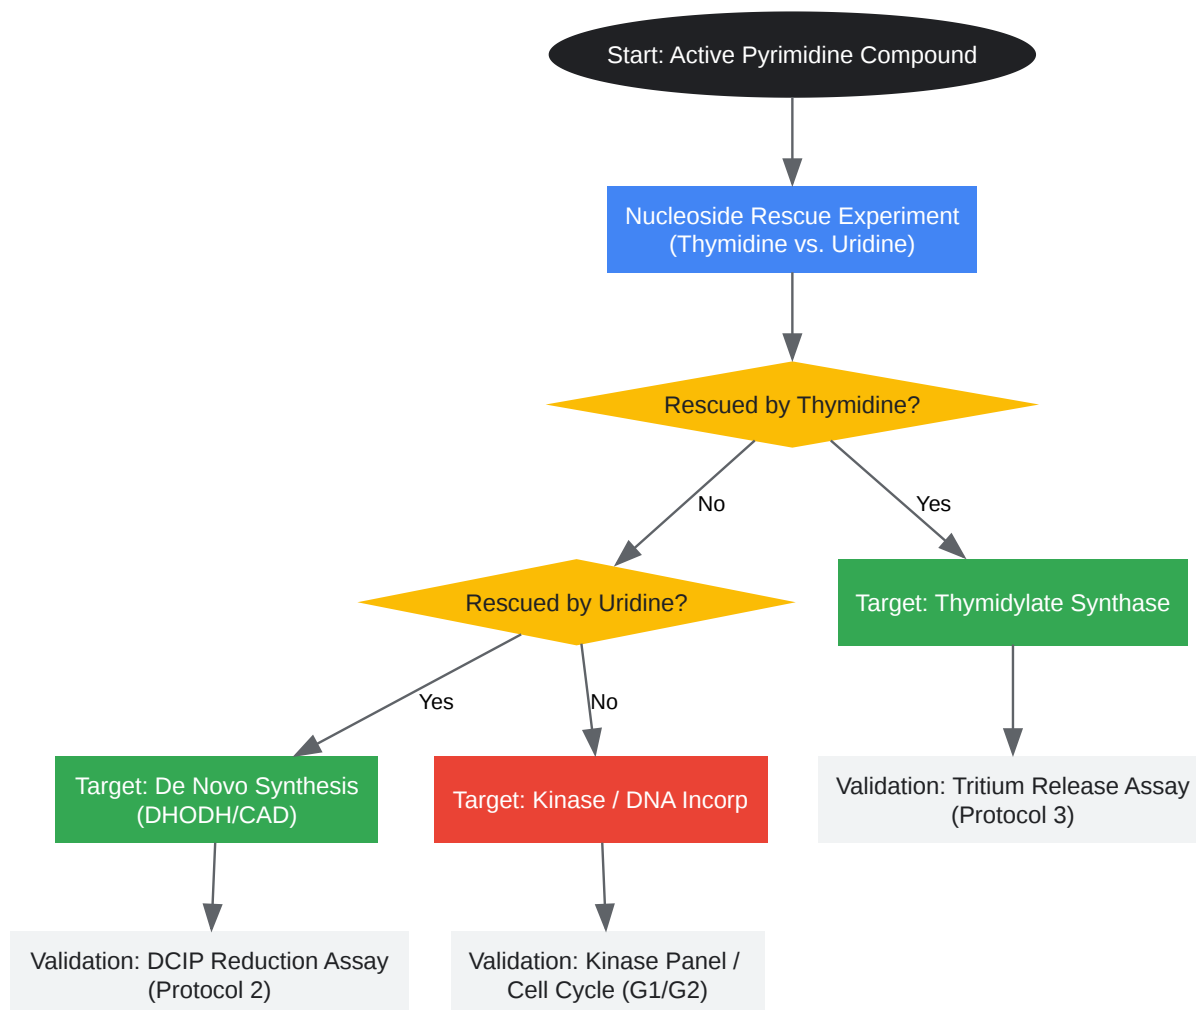 Start: Active Pyrimidine Compound
Nucleoside Rescue Experiment
(Thymidine vs. Uridine)
Rescued by Thymidine?
No
Yes
Rescued by Uridine?
Target: Thymidylate Synthase
Yes
No
Target: De Novo Synthesis
(DHODH/CAD)
Target: Kinase / DNA Incorp
Validation: Tritium Release Assay
(Protocol 3)
Validation: DCIP Reduction Assay
(Protocol 2)
Validation: Kinase Panel /
Cell Cycle (G1/G2)